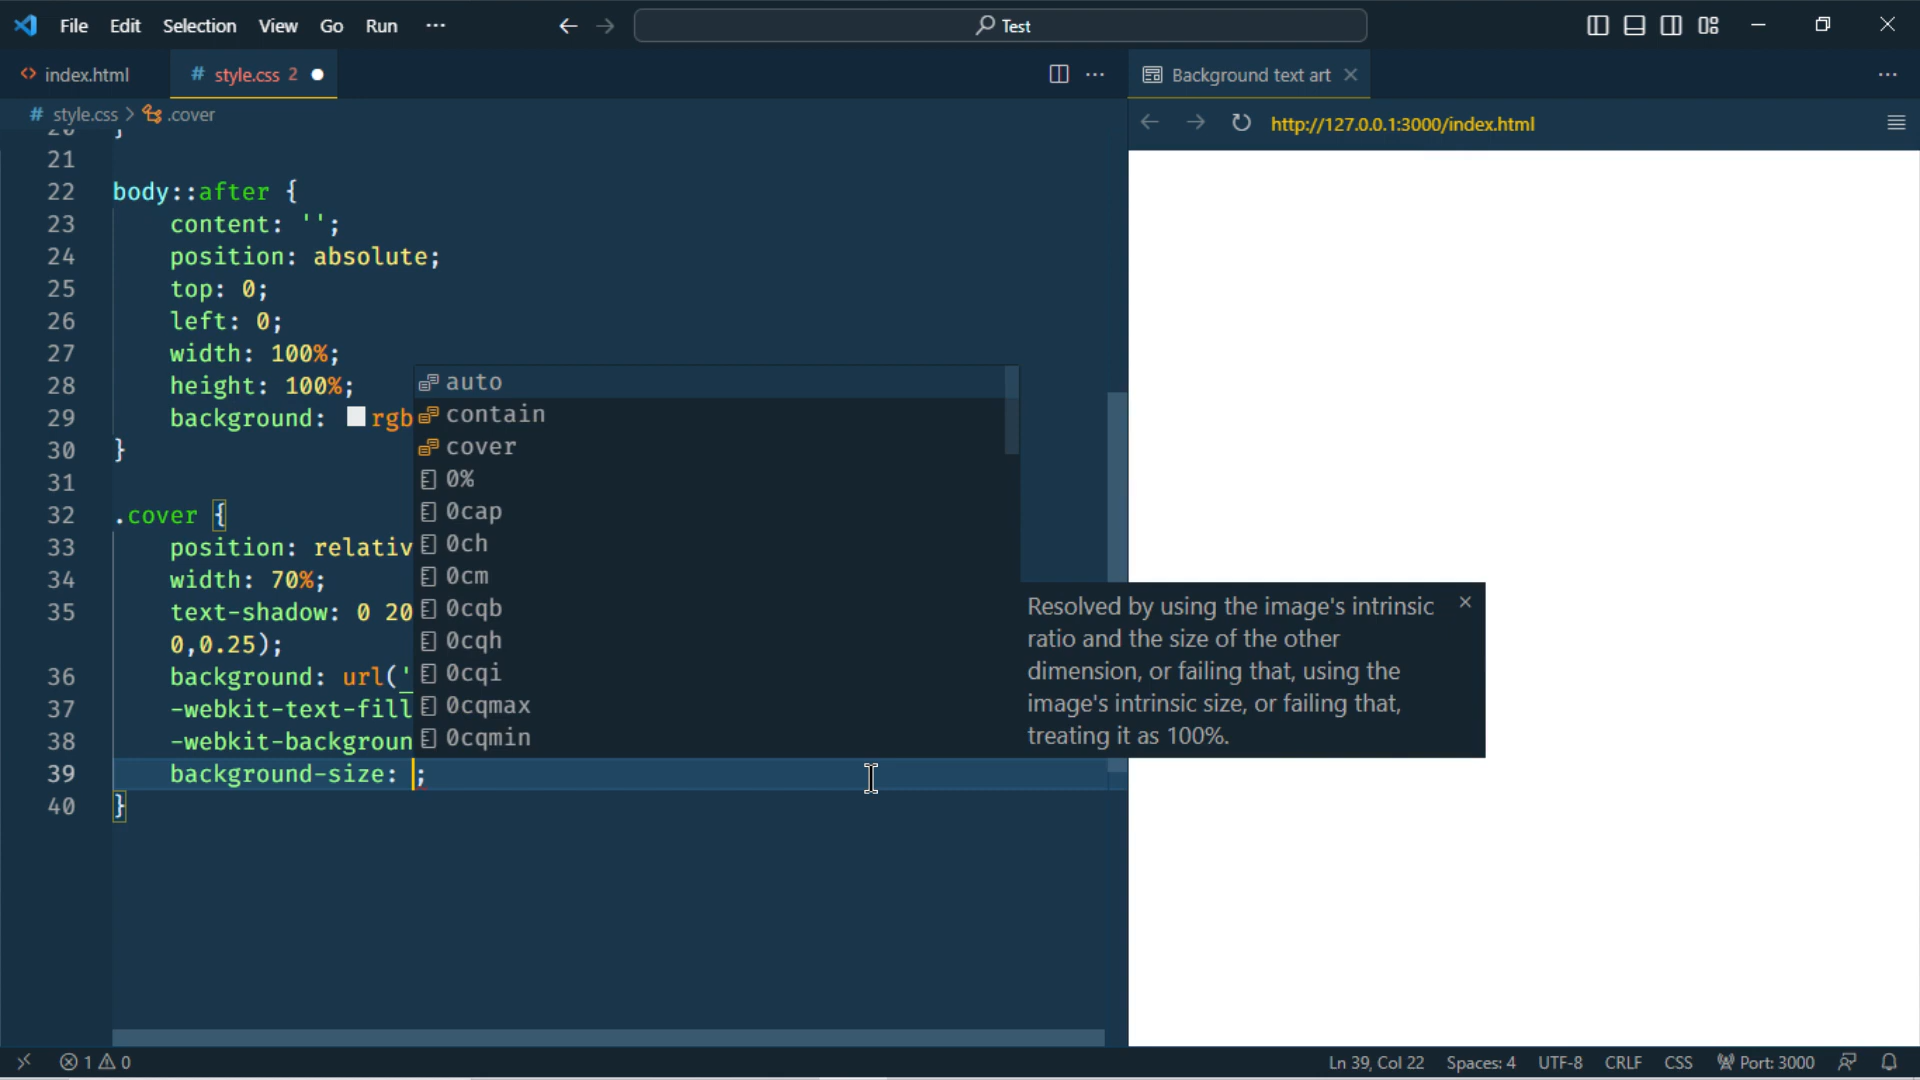 File Edit Selection View Go Run ···
Test
index.html
# style.css 2
Background text art
# style.css > .cover
http://127.0.0.1:3000/index.html
20 }
21
22 body::after {
23 content: '';
24 position: absolute;
25 top: 0;
26 left: 0;
27 width: 100%;
28 height: 100%;
29 background: rgb
30 }
31
32 .cover {
33 position: relativ
34 width: 70%;
35 text-shadow: 0 20
0,0.25);
36 background: url('_
37 -webkit-text-fill
38 -webkit-backgroun
39 background-size: ;
40 }
auto
contain
cover
0%
0cap
0ch
0cm
0cqb
0cqh
0cqi
0cqmax
0cqmin
Resolved by using the image's intrinsic
ratio and the size of the other
dimension, or failing that, using the
image's intrinsic size, or failing that,
treating it as 100%.
1 0
Ln 39, Col 22 Spaces: 4 UTF-8 CRLF CSS Port: 3000